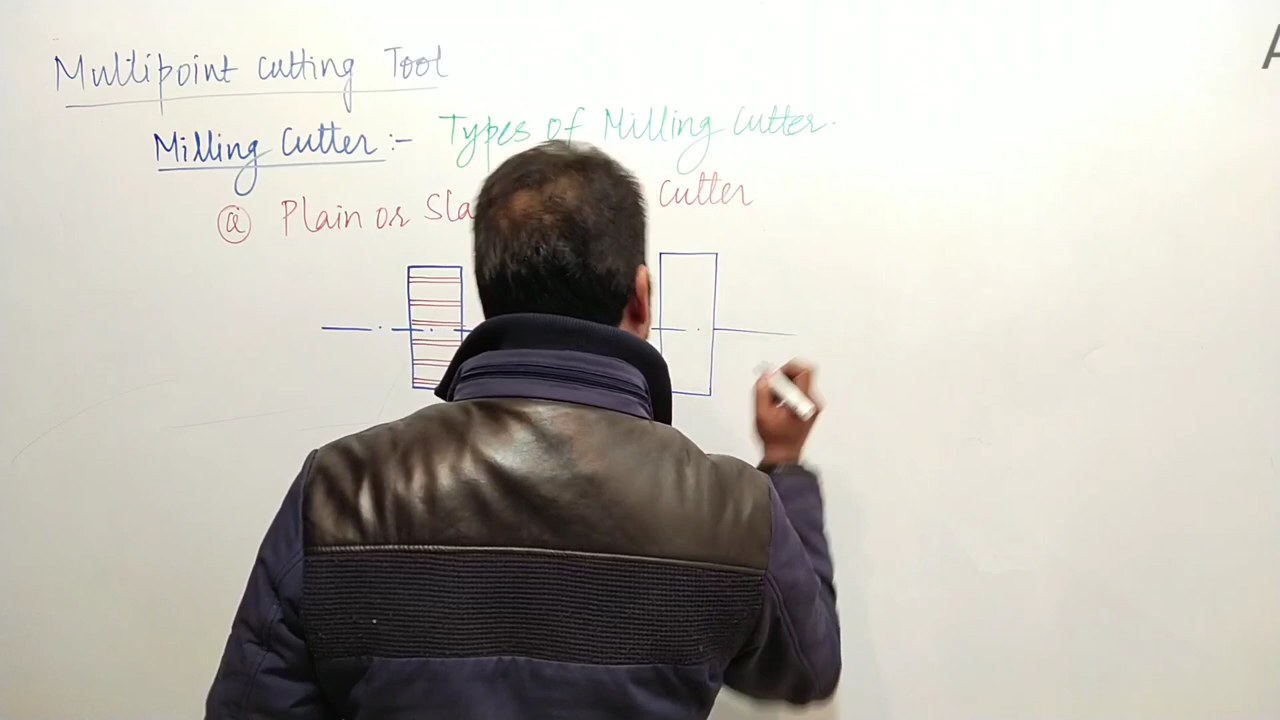 Multipoint Cutting Tool
Milling Cutter :- Types of Milling Cutter.
(a) Plain or Sla Cutter
A